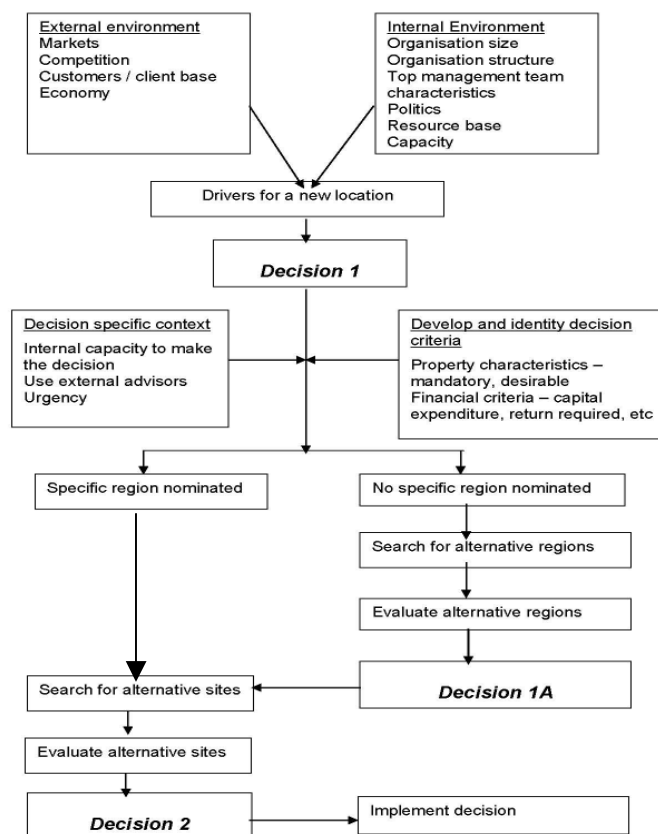 External environment
Markets
Competition
Customers / client base
Economy
Internal Environment
Organisation size
Organisation structure
Top management team
characteristics
Politics
Resource base
Capacity
Drivers for a new location
Decision 1
Decision specific context
Internal capacity to make
the decision
Use external advisors
Urgency
Develop and identity decision
criteria
Property characteristics –
mandatory, desirable
Financial criteria – capital
expenditure, return required, etc
Specific region nominated
No specific region nominated
Search for alternative regions
Evaluate alternative regions
Decision 1A
Search for alternative sites
Evaluate alternative sites
Decision 2
Implement decision